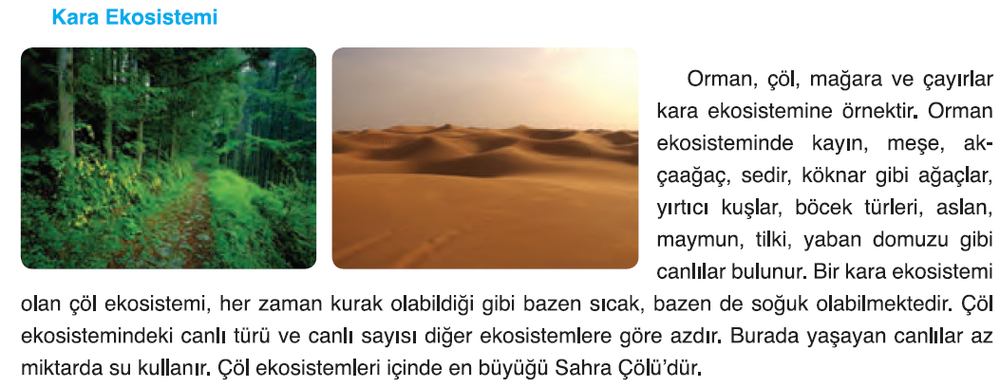 Kara Ekosistemi
Orman, çöl, mağara ve çayırlar
kara ekosistemine örnektir. Orman
ekosisteminde kayın, meşe, ak-
çaağaç, sedir, köknar gibi ağaçlar,
yırtıcı kuşlar, böcek türleri, aslan,
maymun, tilki, yaban domuzu gibi
canlılar bulunur. Bir kara ekosistemi
olan çöl ekosistemi, her zaman kurak olabildiği gibi bazen sıcak, bazen de soğuk olabilmektedir. Çöl
ekosistemindeki canlı türü ve canlı sayısı diğer ekosistemlere göre azdır. Burada yaşayan canlılar az
miktarda su kullanır. Çöl ekosistemleri içinde en büyüğü Sahra Çölü'dür.